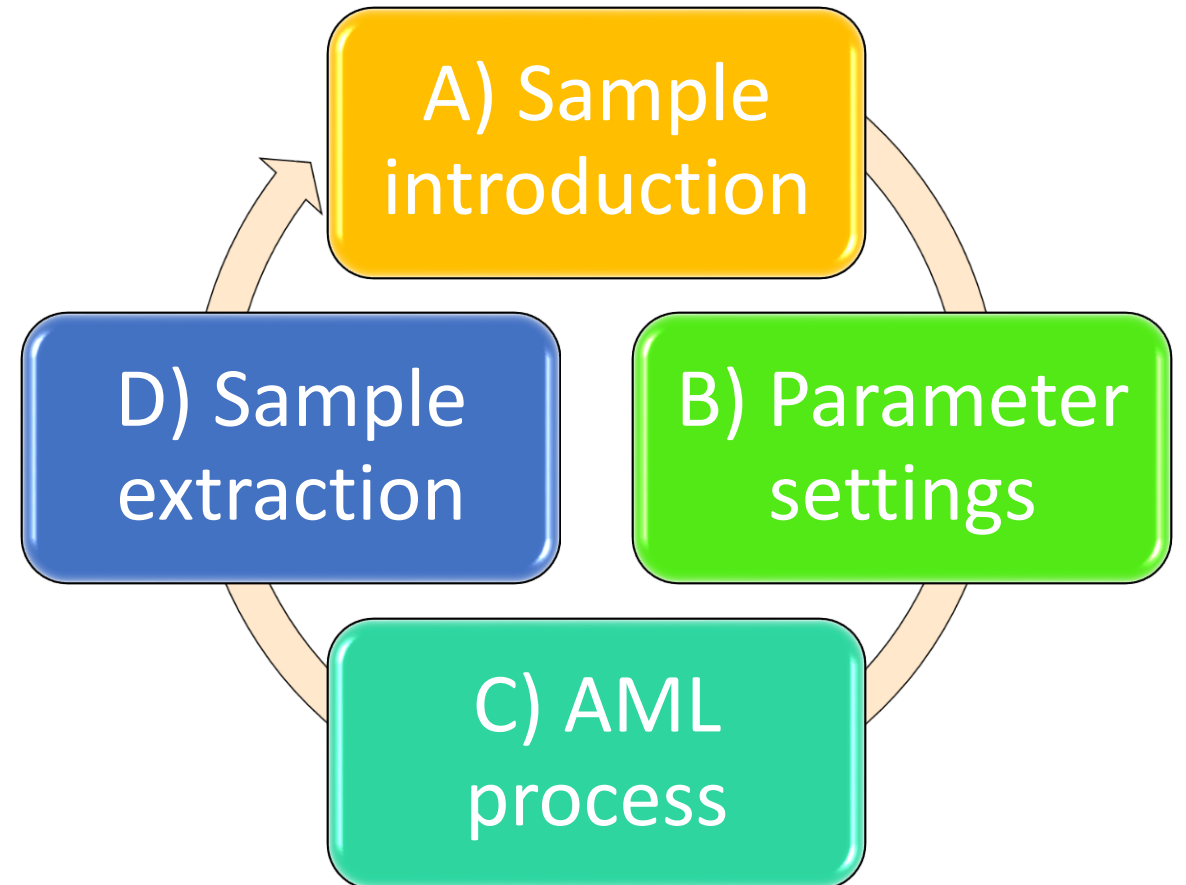 A) Sample
introduction
B) Parameter
settings
C) AML
process
D) Sample
extraction